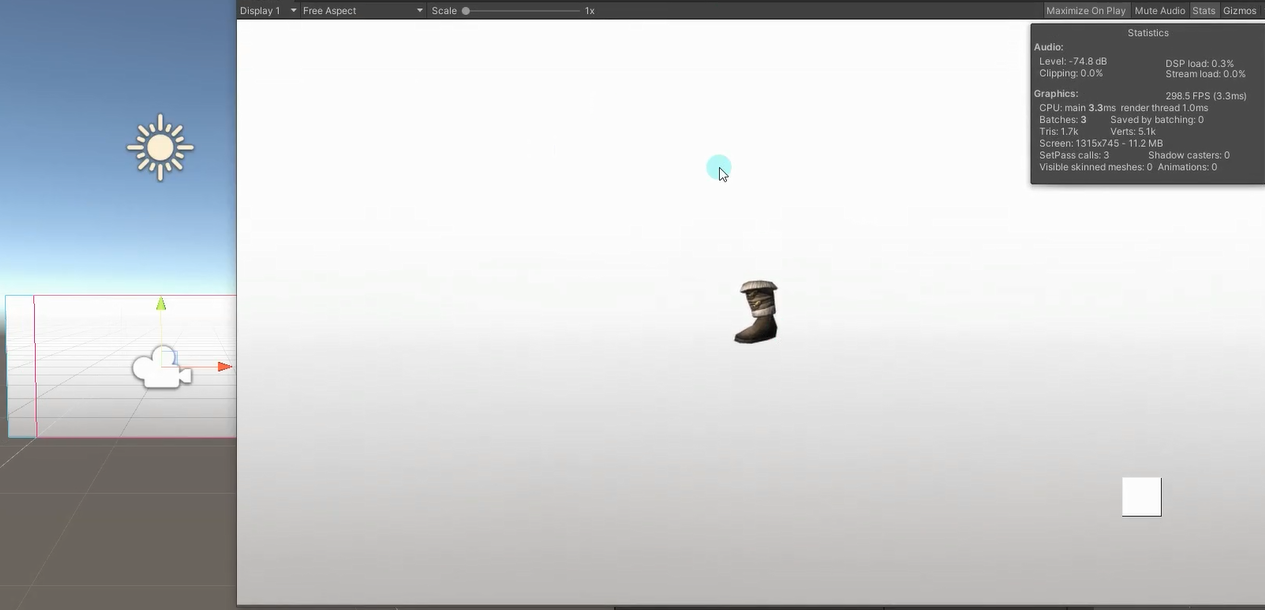 Display 1 Free Aspect Scale 1x Maximize On Play Mute Audio Stats Gizmos
Statistics
Audio:
Level: -74.8 dB DSP load: 0.3%
Clipping: 0.0% Stream load: 0.0%
Graphics: 298.5 FPS (3.3ms)
CPU: main 3.3ms render thread 1.0ms
Batches: 3 Saved by batching: 0
Tris: 1.7k Verts: 5.1k
Screen: 1315x745 - 11.2 MB
SetPass calls: 3 Shadow casters: 0
Visible skinned meshes: 0 Animations: 0